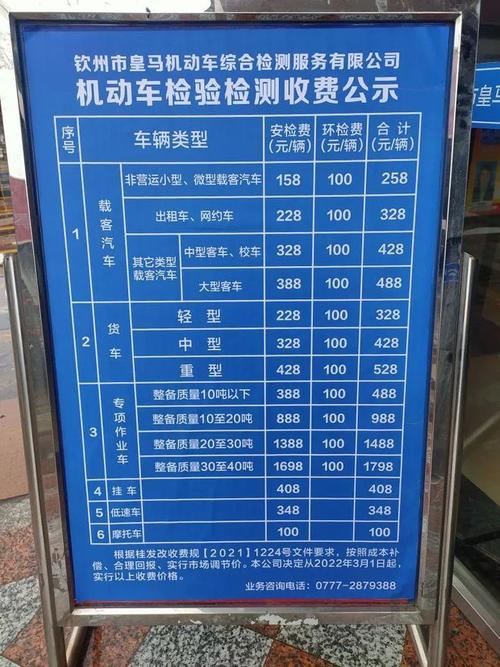 钦州市皇马机动车综合检测服务有限公司
机动车检验检测收费公示
序号 车辆类型 安检费(元/辆) 环检费(元/辆) 合计(元/辆)
1 载客汽车 非营运小型、微型载客汽车 158 100 258
出租车、网约车 228 100 328
其它类型载客汽车 中型客车、校车 328 100 428
大型客车 388 100 488
2 货车 轻型 228 100 328
中型 328 100 428
重型 428 100 528
3 专项作业车 整备质量10吨以下 388 100 488
整备质量10至20吨 888 100 988
整备质量20至30吨 1388 100 1488
整备质量30至40吨 1698 100 1798
4 挂车 408 408
5 低速车 348 348
6 摩托车 100 100
根据桂发改收费规【2021】1224号文件要求，按照成本补
偿、合理回报、实行市场调节价。本公司决定从2022年3月1日起，
实行以上收费价格。
业务咨询电话：0777-2879388
皇马